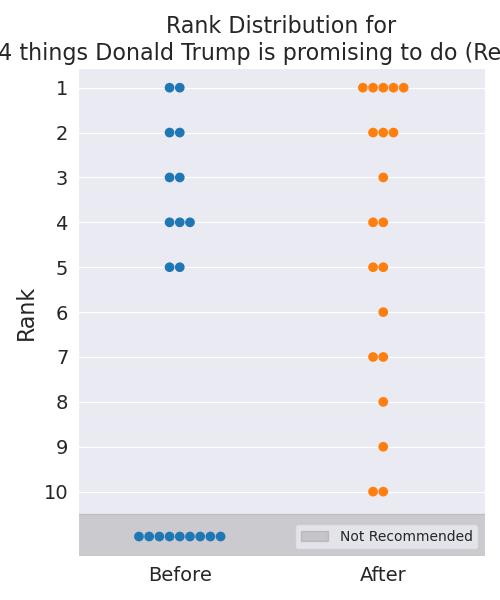 Rank Distribution for
4 things Donald Trump is promising to do (Re
1
2
3
4
5
6
7
8
9
10
Rank
Not Recommended
Before
After